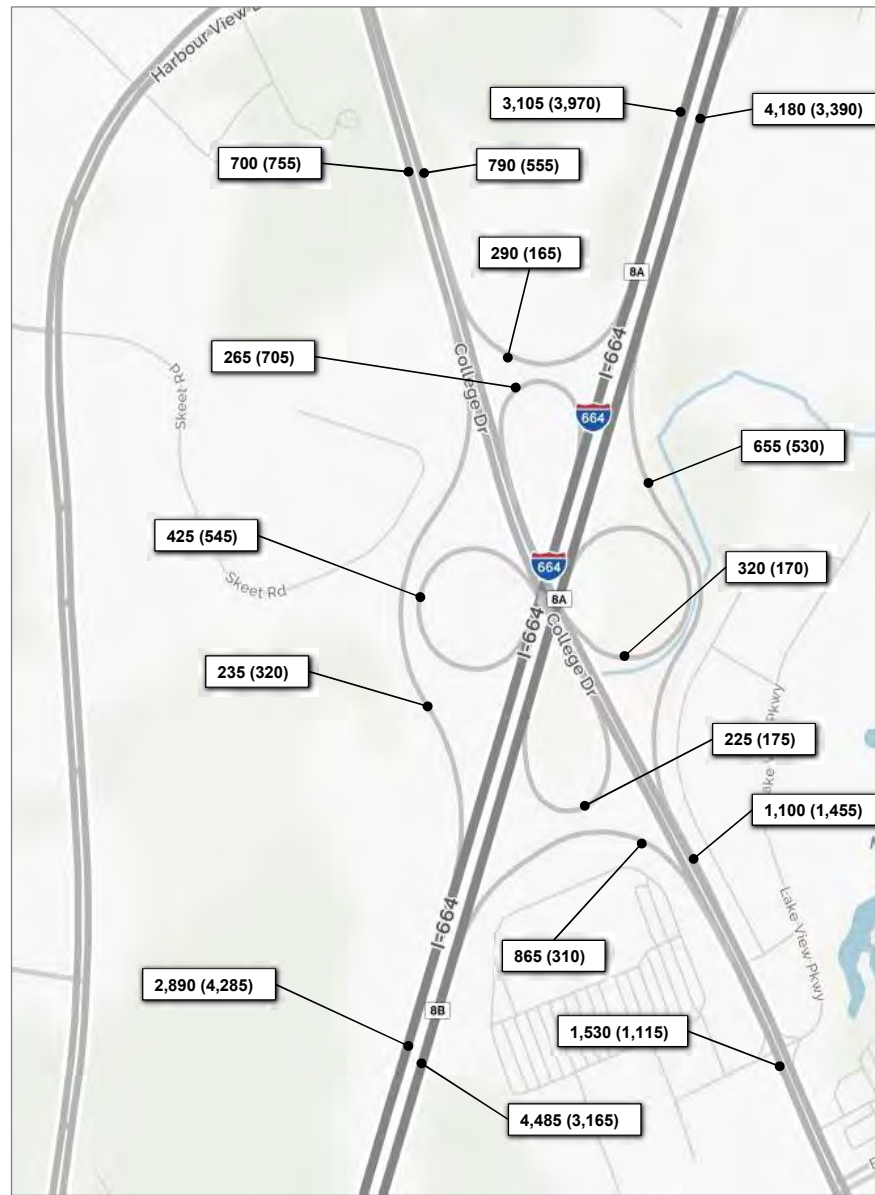 Harbour View
3,105 (3,970)
4,180 (3,390)
700 (755)
790 (555)
290 (165)
8A
I-664
265 (705)
College Dr
Skeet Rd
664
655 (530)
425 (545)
664
320 (170)
Skeet Rd
8A
I-664
College Dr
235 (320)
225 (175)
Pkwy
1,100 (1,455)
I-664
865 (310)
Lake View Pkwy
2,890 (4,285)
8B
1,530 (1,115)
4,485 (3,165)